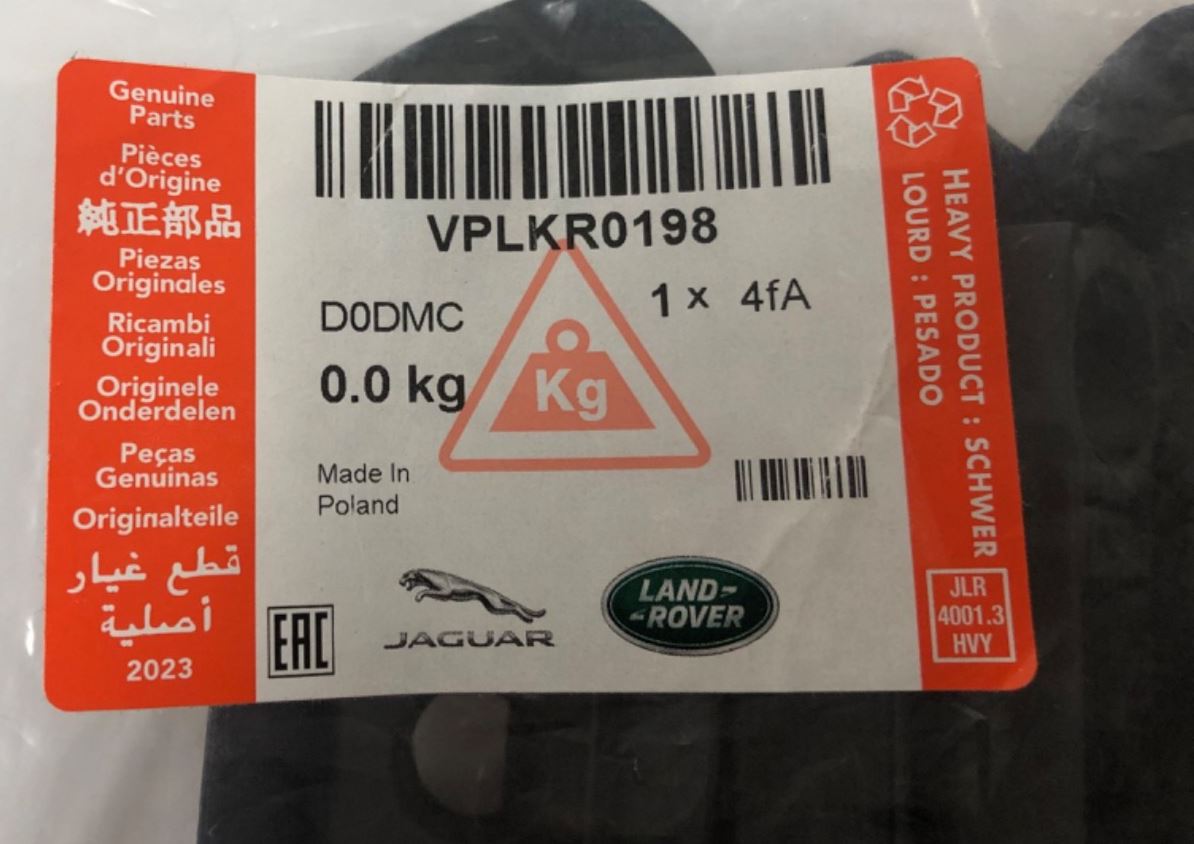 Genuine
Parts
Pièces
d'Origine
純正部品
Piezas
Originales
Ricambi
Originali
Originele
Onderdelen
Peças
Genuinas
Originalteile
قطع غيار
أصلية
2023
VPLKR0198
D0DMC
1 x 4fA
0.0 kg
Kg
Made In
Poland
EAC
JAGUAR
LAND-
-ROVER
HEAVY PRODUCT : SCHWER
LOURD : PESADO
JLR
4001.3
HVY